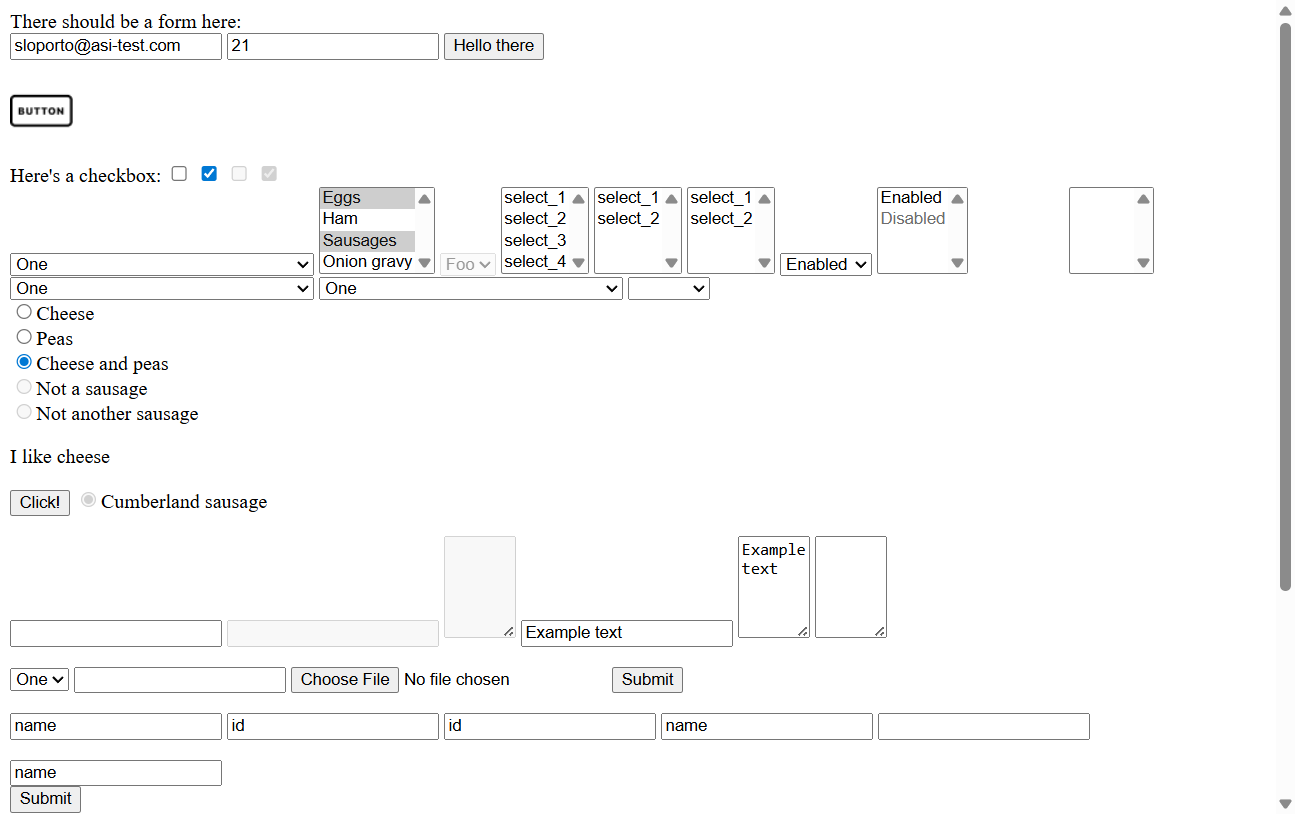 There should be a form here:
sloporto@asi-test.com 21 Hello there
BUTTON
Here's a checkbox:
One Eggs Ham Sausages Onion gravy Foo select_1 select_2 select_3 select_4 select_1 select_2 select_1 select_2 Enabled Enabled Disabled
One One
Cheese
Peas
Cheese and peas
Not a sausage
Not another sausage
I like cheese
Click! Cumberland sausage
Example text Example text
One Choose File No file chosen Submit
name id id name
name
Submit